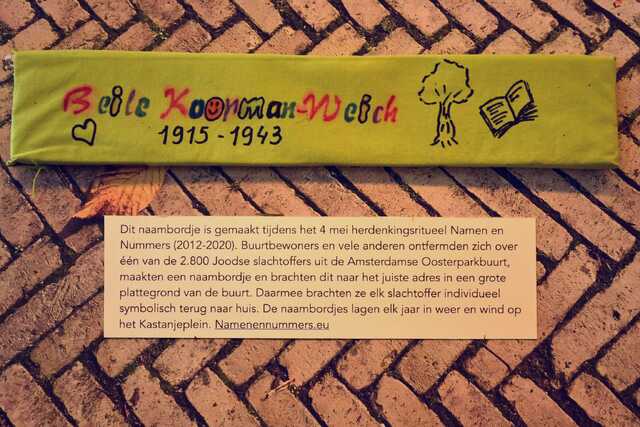 Beile Koorman-Weich
1915-1943
Dit naambordje is gemaakt tijdens het 4 mei herdenkingsritueel Namen en
Nummers (2012-2020). Buurtbewoners en vele anderen ontfermden zich over
één van de 2.800 Joodse slachtoffers uit de Amsterdamse Oosterparkbuurt,
maakten een naambordje en brachten dit naar het juiste adres in een grote
plattegrond van de buurt. Daarmee brachten ze elk slachtoffer individueel
symbolisch terug naar huis. De naambordjes lagen elk jaar in weer en wind op
het Kastanjeplein. Namenennummers.eu